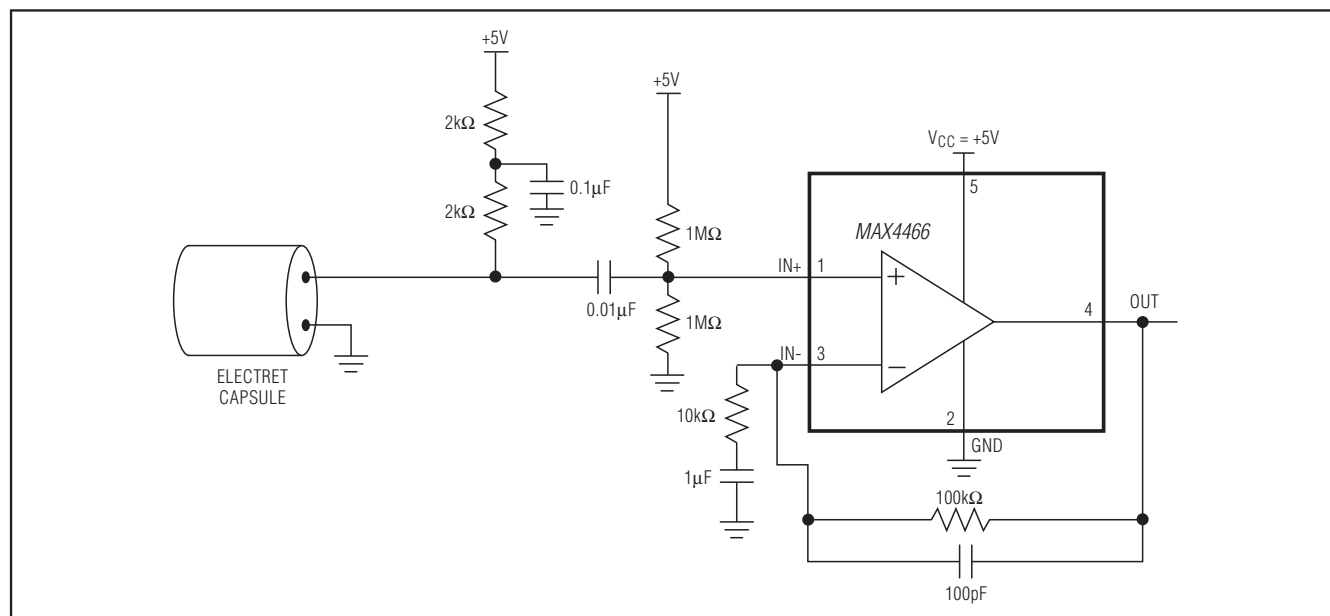 +5V
+5V
2kΩ
VCC = +5V
5
0.1µF
2kΩ
MAX4466
1MΩ
IN+
1
4
OUT
0.01µF
1MΩ
IN-
3
ELECTRET
CAPSULE
10kΩ
2
GND
1µF
100kΩ
100pF